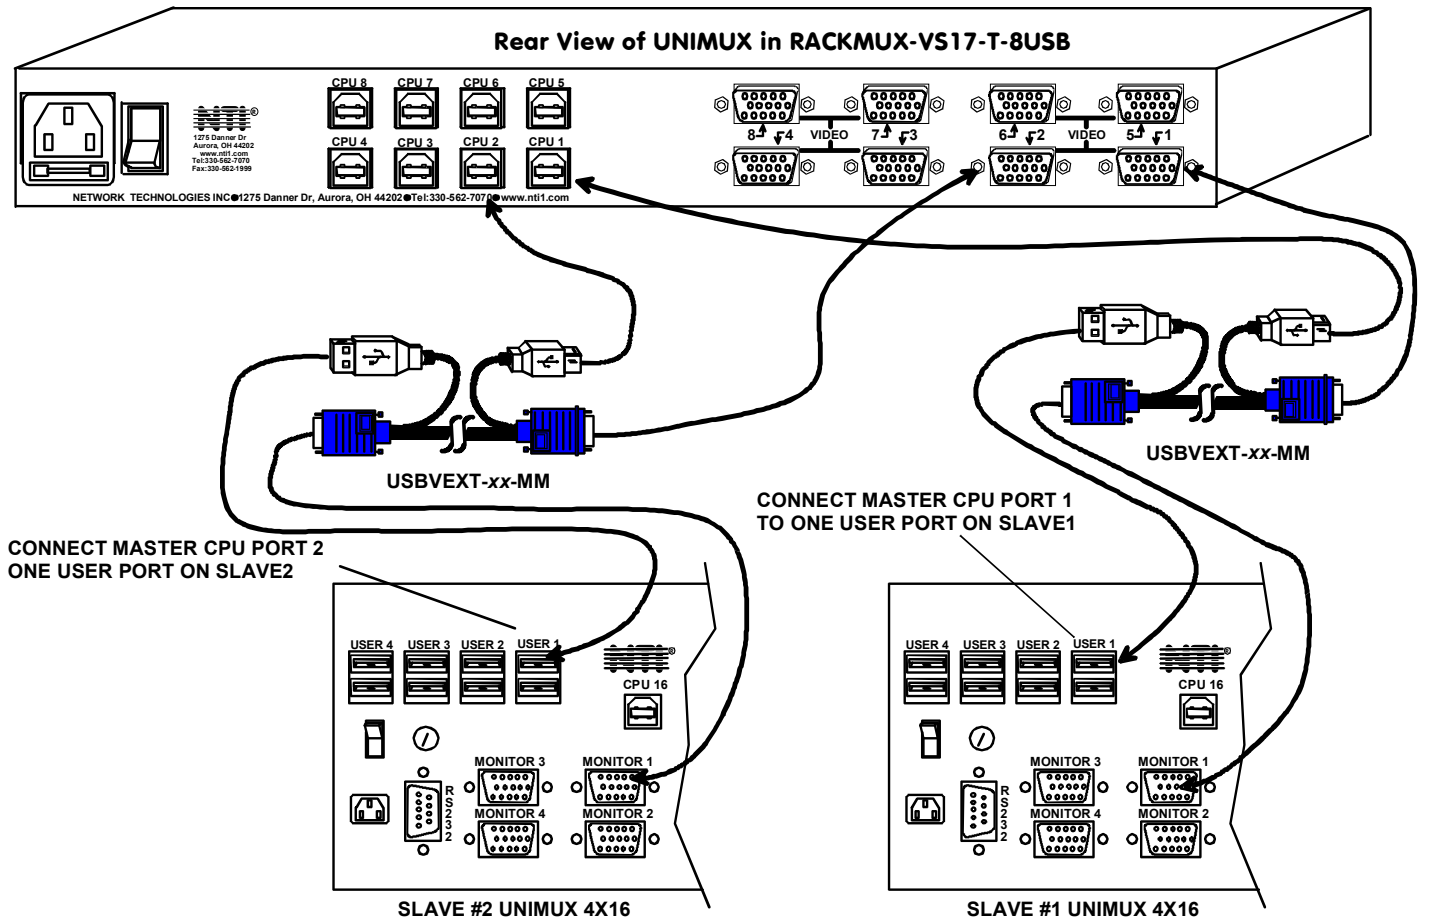 Rear View of UNIMUX in RACKMUX-VS17-T-8USB
CPU 8 CPU 7 CPU 6 CPU 5
NTI®
1275 Danner Dr
Aurora, OH 44202
www.nti1.com
Tel:330-562-7070
Fax:330-562-1999
8 4 VIDEO 7 3 6 2 VIDEO 5 1
CPU 4 CPU 3 CPU 2 CPU 1
NETWORK TECHNOLOGIES INC●1275 Danner Dr, Aurora, OH 44202●Tel:330-562-7070●www.nti1.com
USBVEXT-xx-MM
USBVEXT-xx-MM
CONNECT MASTER CPU PORT 2
ONE USER PORT ON SLAVE2
CONNECT MASTER CPU PORT 1
TO ONE USER PORT ON SLAVE1
USER 4 USER 3 USER 2 USER 1
NTI®
CPU 16
MONITOR 3 MONITOR 1
RS232
MONITOR 4 MONITOR 2
SLAVE #2 UNIMUX 4X16
USER 4 USER 3 USER 2 USER 1
NTI®
CPU 16
MONITOR 3 MONITOR 1
RS232
MONITOR 4 MONITOR 2
SLAVE #1 UNIMUX 4X16